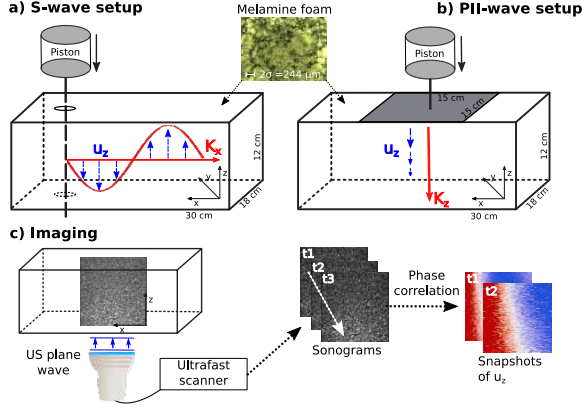 a) S-wave setup
Melamine foam
b) PII-wave setup
Piston
2σ =244 μm
Piston
15 cm
15 cm
u_z
K_x
z
y
x
12 cm
18 cm
30 cm
u_z
K_z
z
y
x
12 cm
18 cm
30 cm
c) Imaging
z
x
US plane
wave
Ultrafast
scanner
t1
t2
t3
Sonograms
Phase
correlation
t1
t2
Snapshots
of u_z